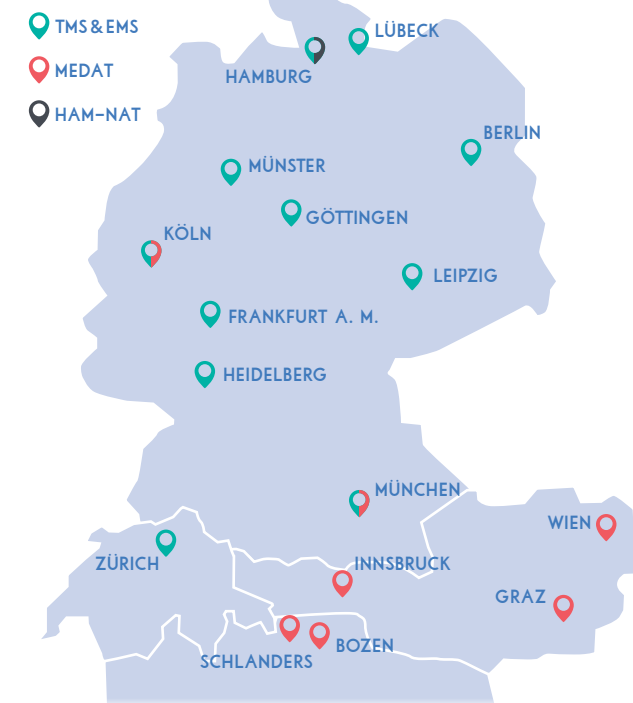 TMS & EMS
MEDAT
HAM-NAT
LÜBECK
HAMBURG
BERLIN
MÜNSTER
GÖTTINGEN
KÖLN
LEIPZIG
FRANKFURT A. M.
HEIDELBERG
MÜNCHEN
WIEN
ZÜRICH
INNSBRUCK
GRAZ
BOZEN
SCHLANDERS